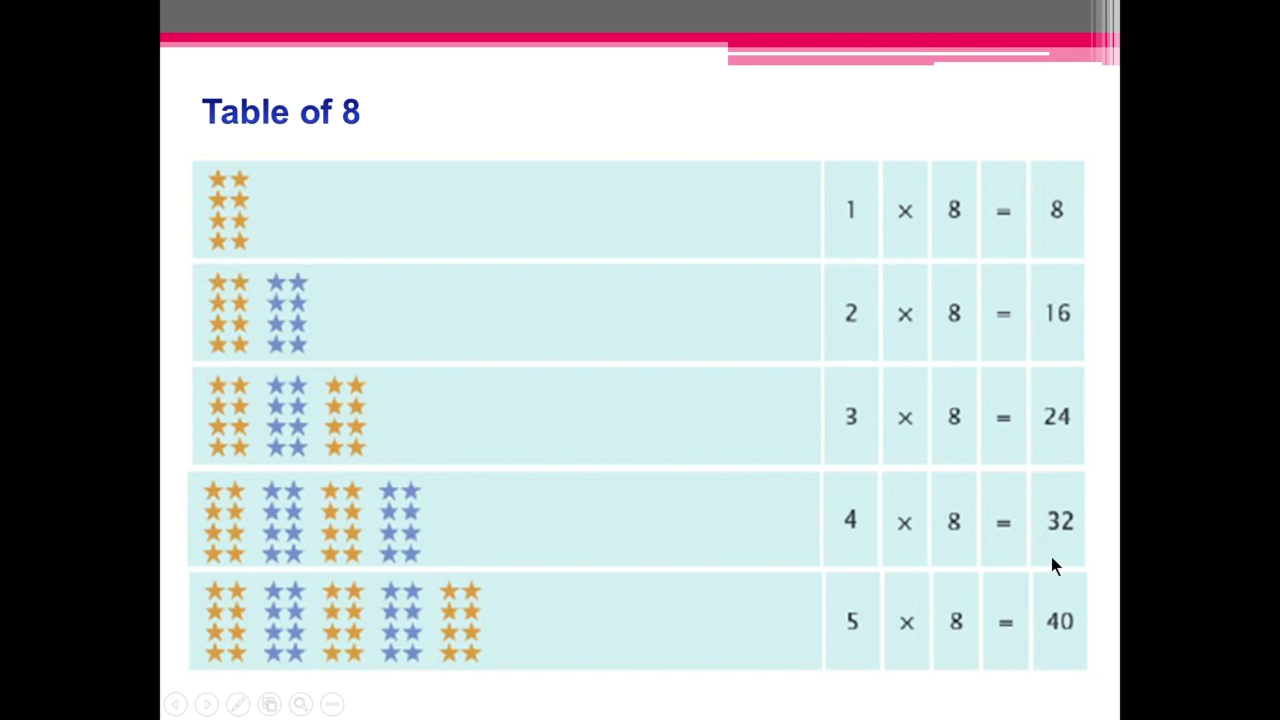 Table of 8
1 × 8 = 8
2 × 8 = 16
3 × 8 = 24
4 × 8 = 32
5 × 8 = 40